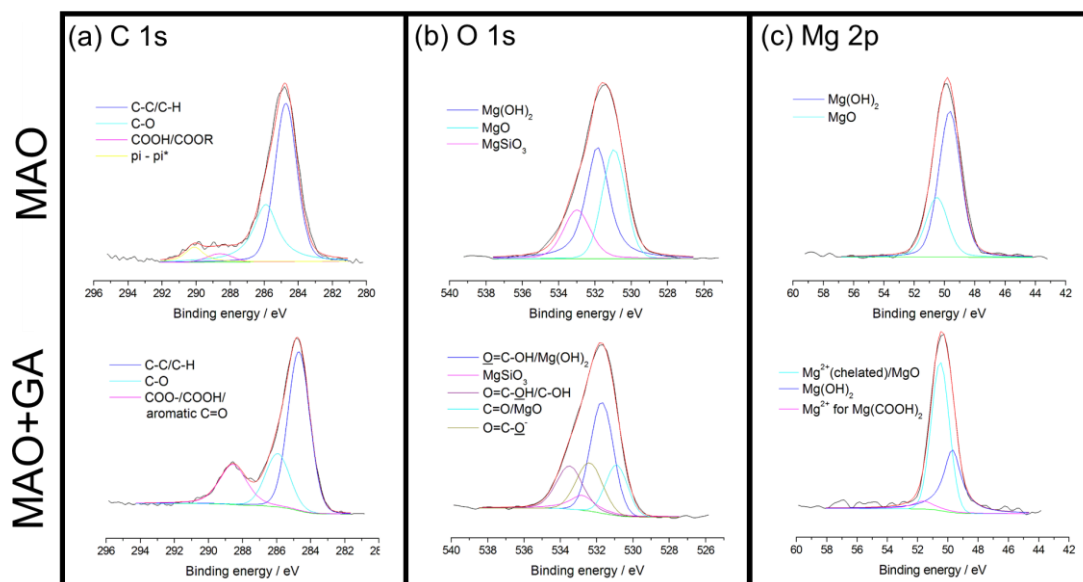 (a) C 1s
(b) O 1s
(c) Mg 2p
MAO
C-C/C-H
C-O
COOH/COOR
pi - pi*
296 294 292 290 288 286 284 282 280
Binding energy / eV
Mg(OH)2
MgO
MgSiO3
540 538 536 534 532 530 528 526
Binding energy / eV
Mg(OH)2
MgO
60 58 56 54 52 50 48 46 44 42
Binding energy / eV
MAO+GA
C-C/C-H
C-O
COO-/COOH/
aromatic C=O
296 294 292 290 288 286 284 282 28
Binding energy / eV
O=C-OH/Mg(OH)2
MgSiO3
O=C-OH/C-OH
C=O/MgO
O=C-O-
540 538 536 534 532 530 528 526
Binding energy / eV
Mg2+(chelated)/MgO
Mg(OH)2
Mg2+ for Mg(COOH)2
60 58 56 54 52 50 48 46 44 42
Binding energy / eV